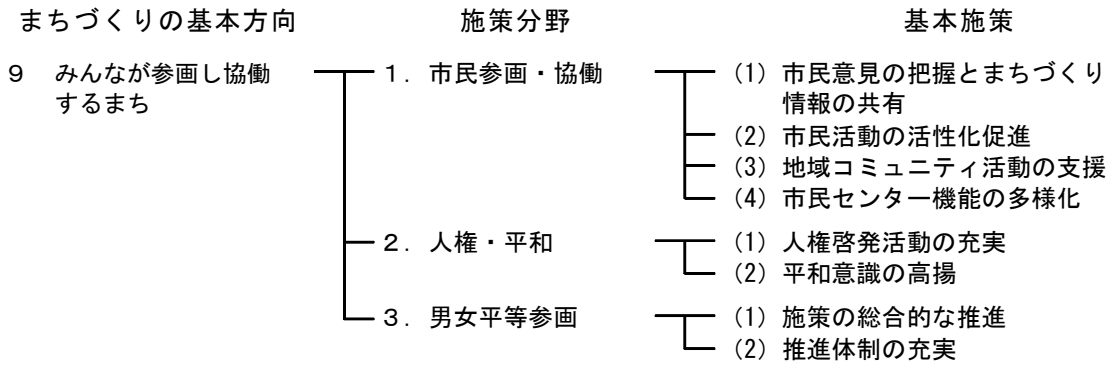 まちづくりの基本方向　施策分野　基本施策
９　みんなが参画し協働　１．市民参画・協働　(1) 市民意見の把握とまちづくり
するまち　情報の共有
(2) 市民活動の活性化促進
(3) 地域コミュニティ活動の支援
(4) 市民センター機能の多様化
２．人権・平和　(1) 人権啓発活動の充実
(2) 平和意識の高揚
３．男女平等参画　(1) 施策の総合的な推進
(2) 推進体制の充実